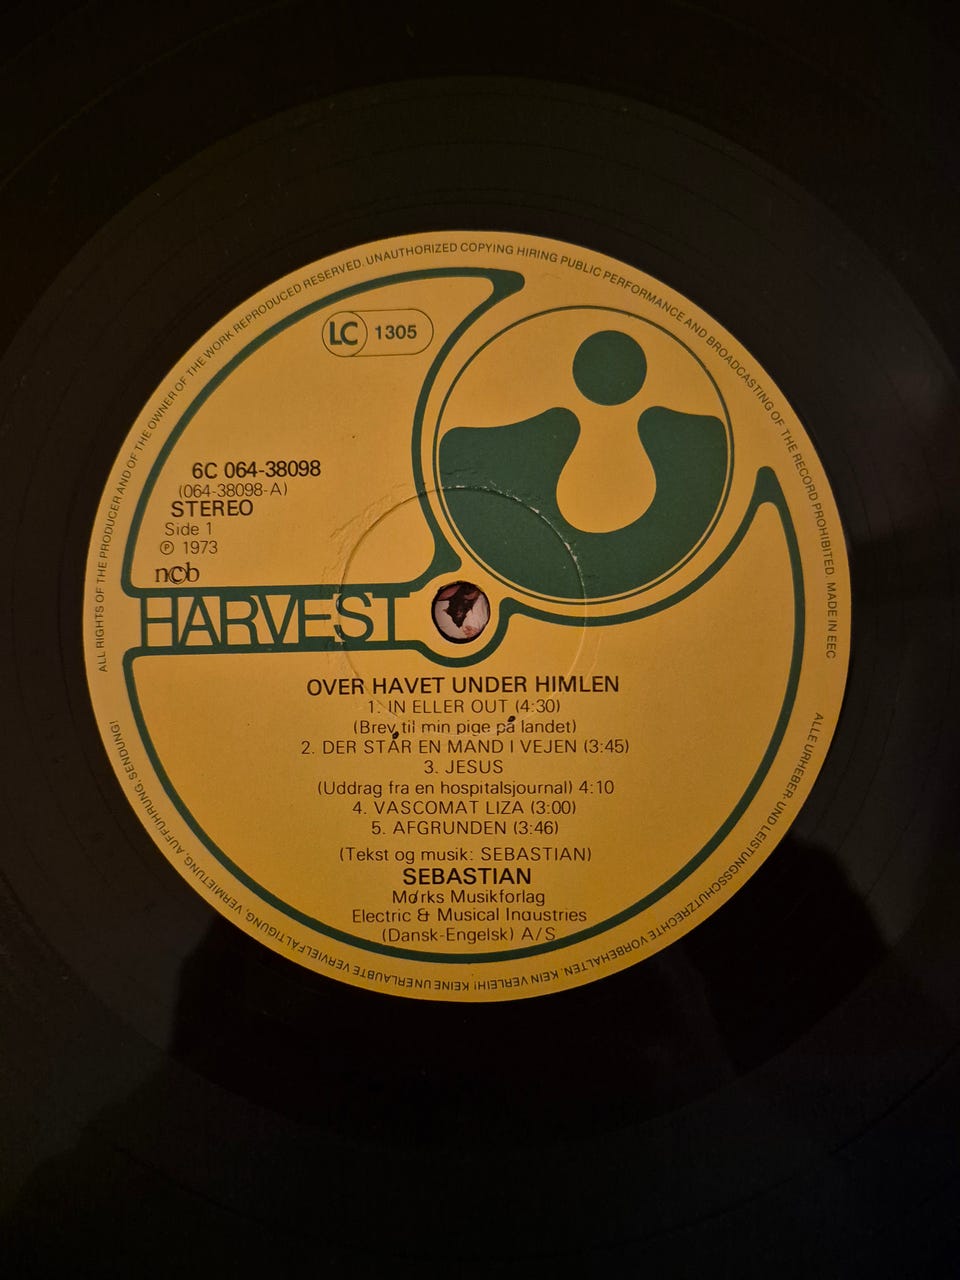 ALL RIGHTS OF THE PRODUCER AND OF THE OWNER OF THE WORK REPRODUCED RESERVED. UNAUTHORIZED COPYING HIRING PUBLIC PERFORMANCE AND BROADCASTING OF THE RECORD PROHIBITED. MADE IN EEC
LC 1305
6C 064-38098
(064-38098-A)
STEREO
Side 1
℗ 1973
ncb
HARVEST
OVER HAVET UNDER HIMLEN
1. IN ELLER OUT (4:30)
(Brev til min pige på landet)
2. DER STÅR EN MAND I VEJEN (3:45)
3. JESUS
(Uddrag fra en hospitalsjournal) 4:10
4. VASCOMAT LIZA (3:00)
5. AFGRUNDEN (3:46)
(Tekst og musik: SEBASTIAN)
SEBASTIAN
Mørks Musikforlag
Electric & Musical Industries
(Dansk-Engelsk) A/S
ALLE URHEBER- UND LEISTUNGSSCHUTZRECHTE VORBEHALTEN. KEIN VERLEIH! KEINE UNERLAUBTE VERVIELFÄLTIGUNG, VERMIETUNG, AUFFÜHRUNG, SENDUNG!